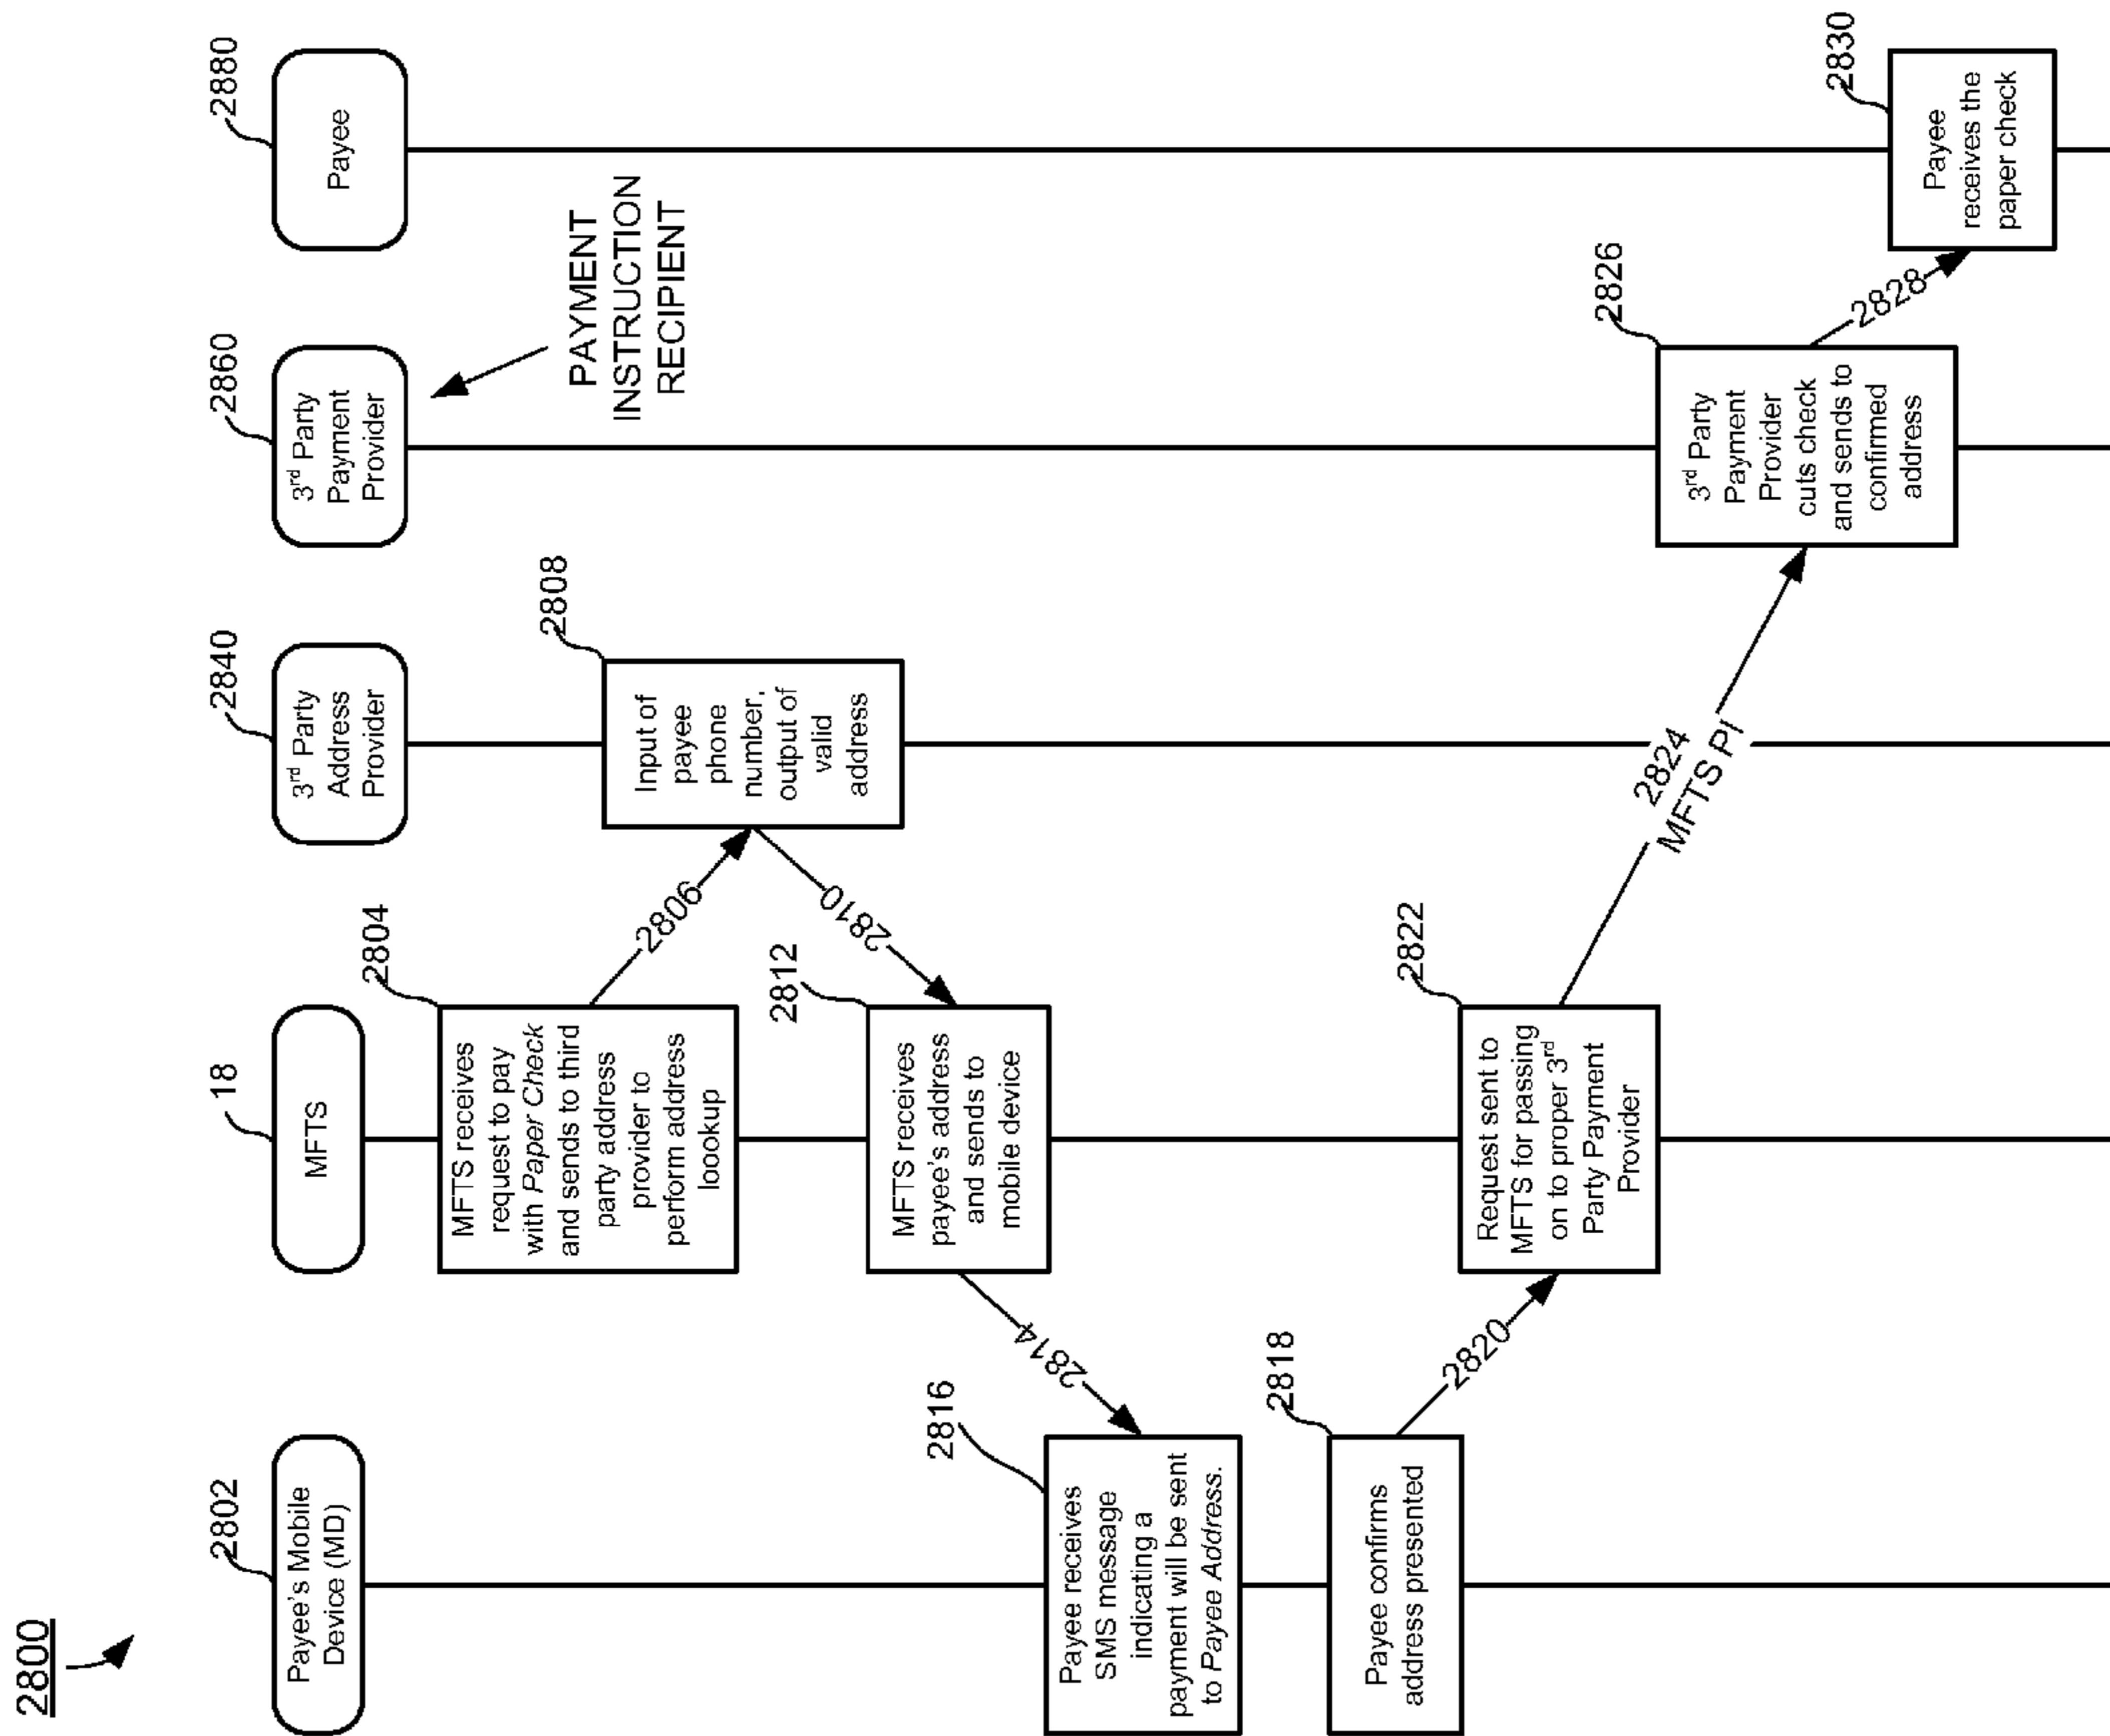 2800
2802
Payee's Mobile
Device (MD)
18
MFTS
2840
3rd Party
Address
Provider
2860
3rd Party
Payment
Provider
2880
Payee
PAYMENT
INSTRUCTION
RECIPIENT
2804
MFTS receives
request to pay
with Paper Check
and sends to third
party address
provider to
perform address
loookup
2806
2808
Input of
payee
phone
number,
output of
valid
address
2810
2812
MFTS receives
payee's address
and sends to
mobile device
2814
2816
Payee receives
SMS message
indicating a
payment will be sent
to Payee Address.
2818
Payee confirms
address presented
2820
2822
Request sent to
MFTS for passing
on to proper 3rd
Party Payment
Provider
2824
MFTS PI
2826
3rd Party
Payment
Provider
cuts check
and sends to
confirmed
address
2828
2830
Payee
receives the
paper check